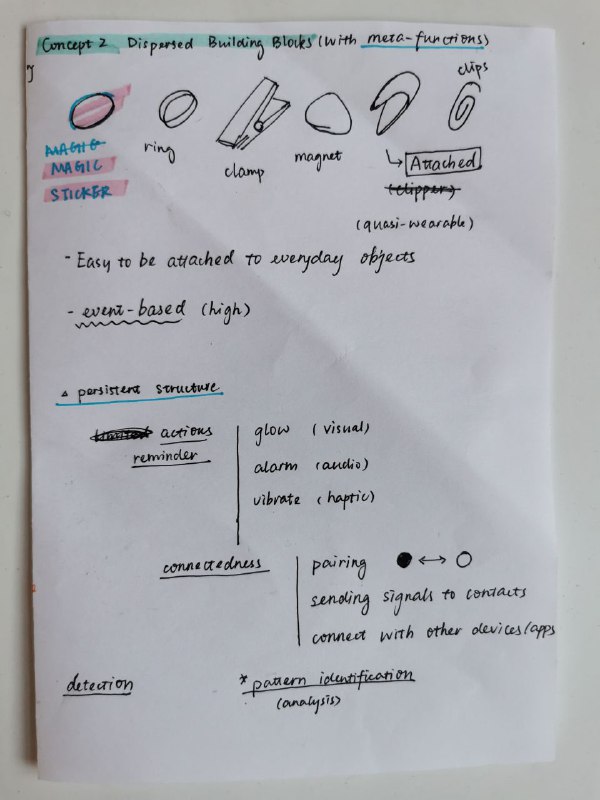 Concept 2 Dispersed Building Blocks (with meta-functions)
clips
MAGIC
MAGIC
STICKER
ring
clamp
magnet
Attached
(clipper)
(quasi-wearable)
- Easy to be attached to everyday objects
- event-based (high)
△ persistent structure
actions
reminder
glow (visual)
alarm (audio)
vibrate (haptic)
connectedness
pairing ● ↔ ○
sending signals to contacts
connect with other devices/apps
detection
* pattern identification
(analysis)